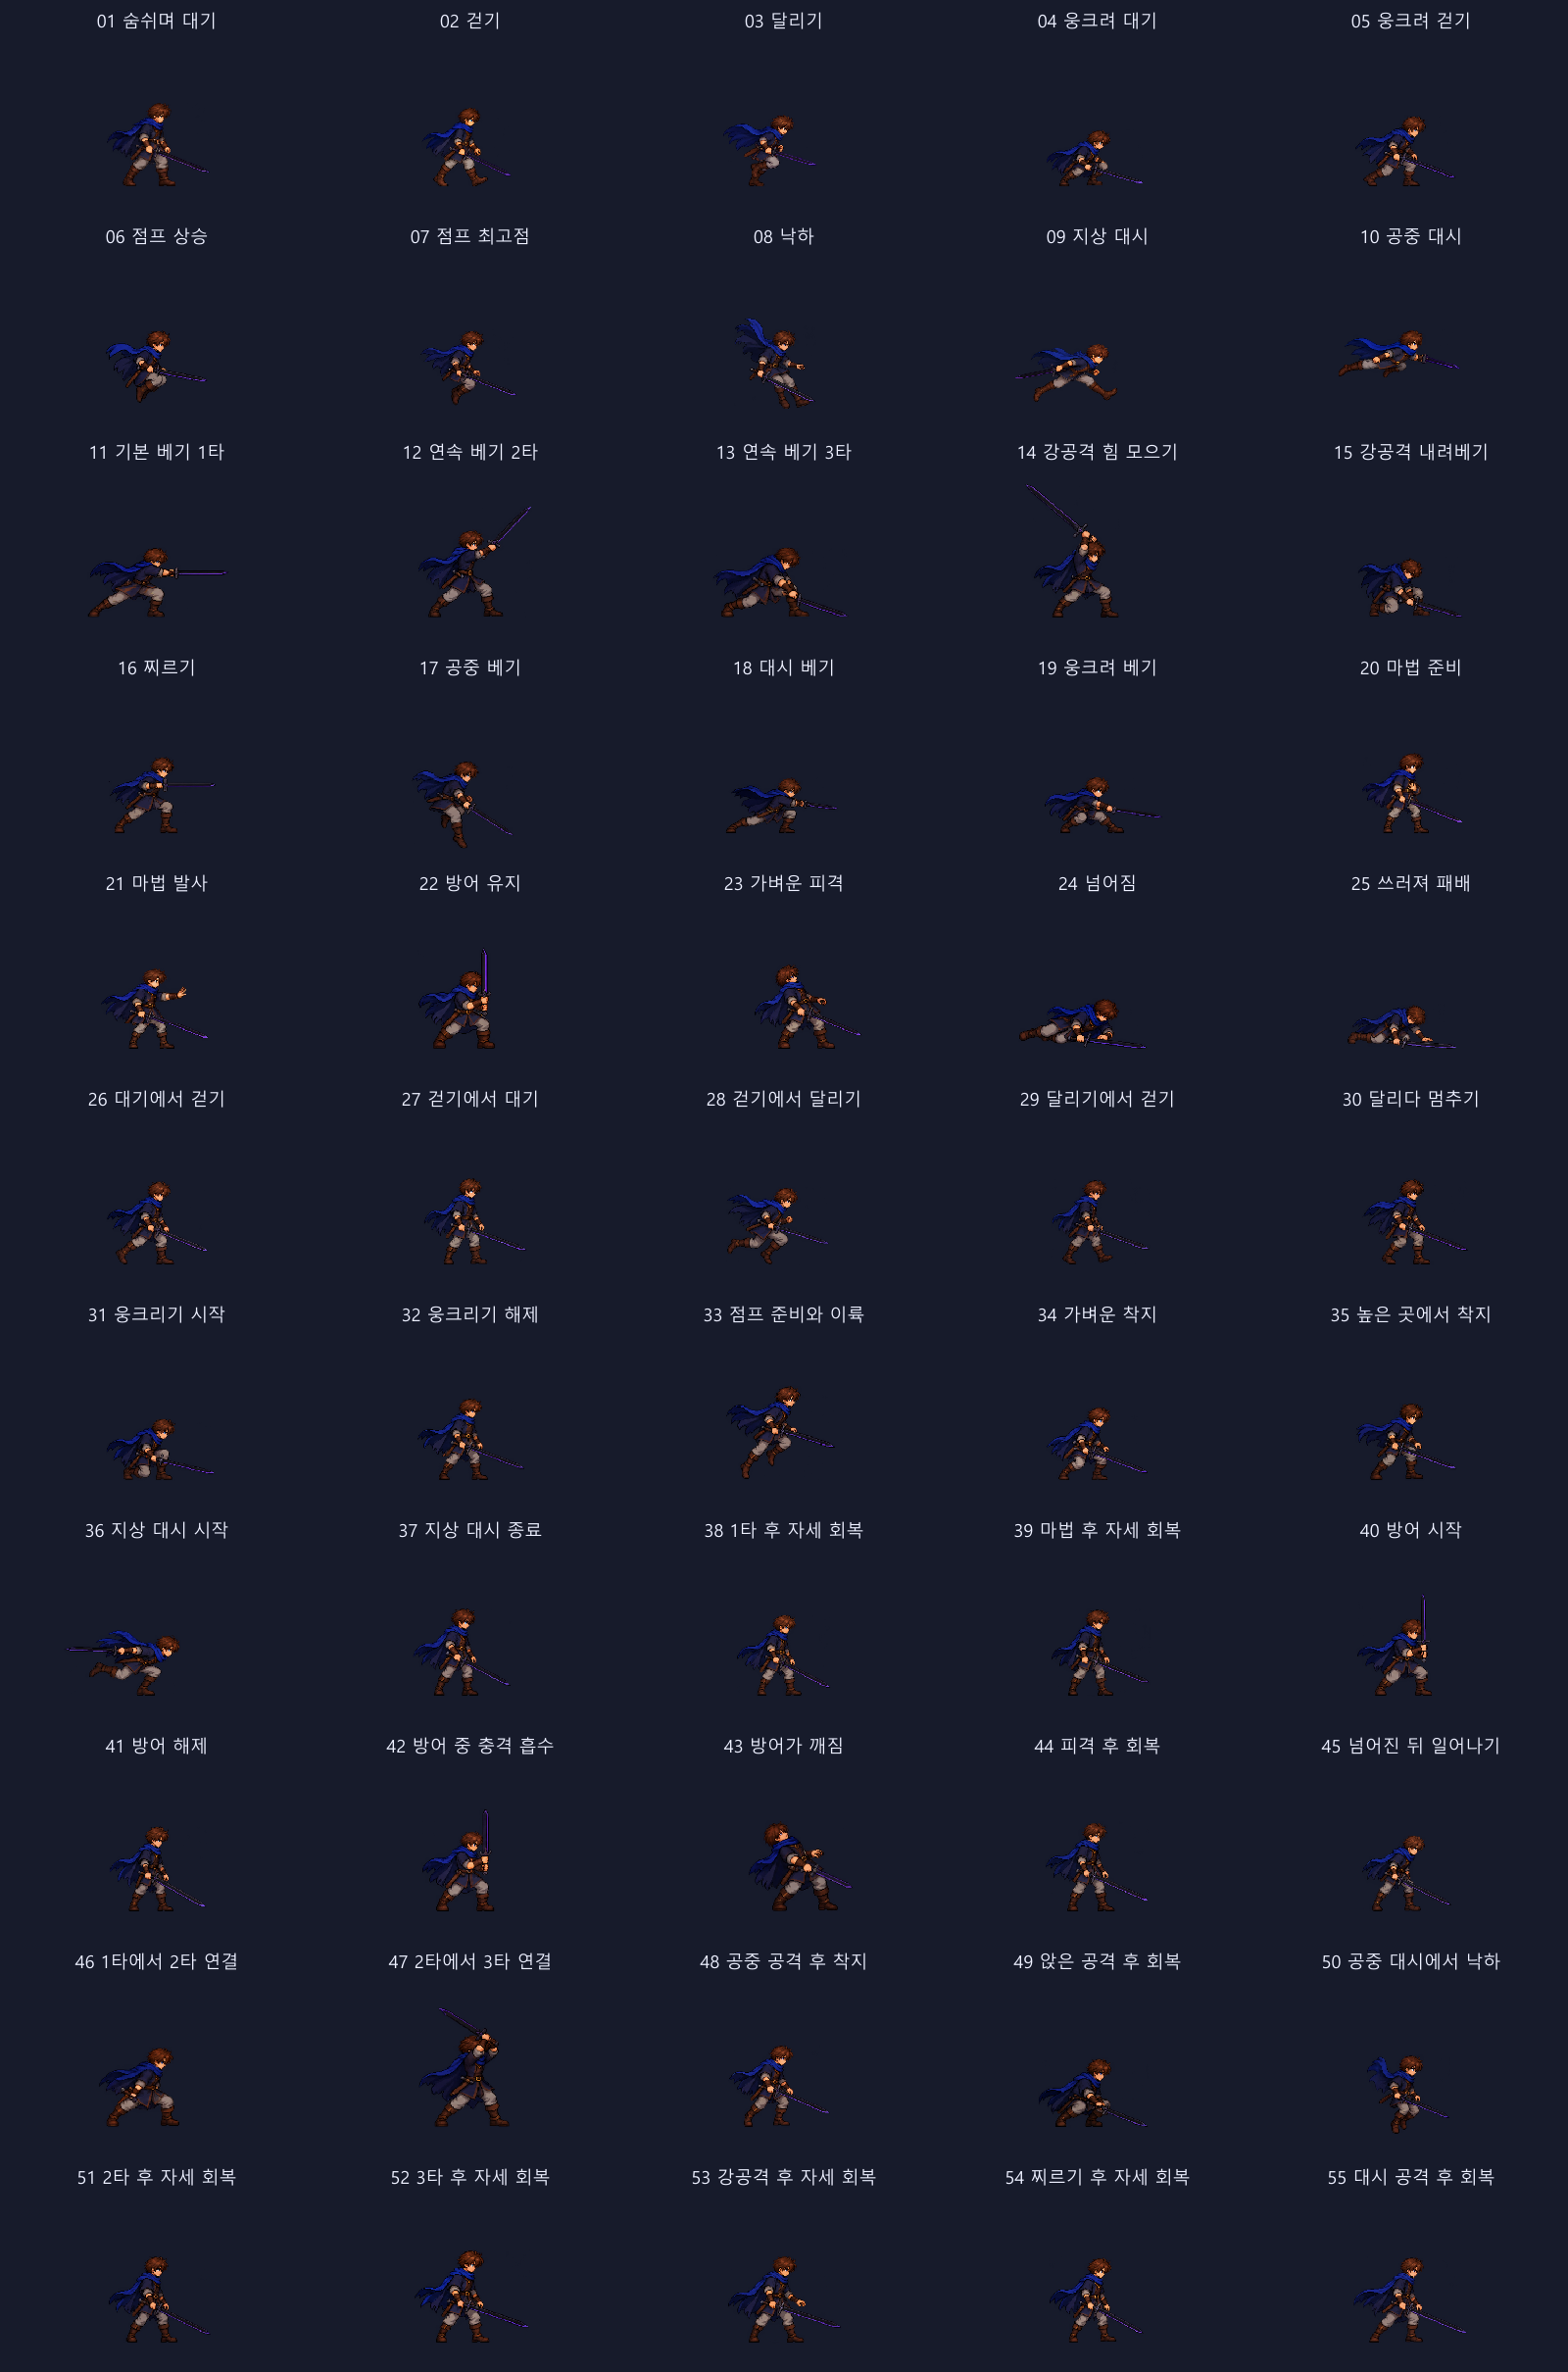 01 숨쉬며 대기
02 걷기
03 달리기
04 웅크려 대기
05 웅크려 걷기
06 점프 상승
07 점프 최고점
08 낙하
09 지상 대시
10 공중 대시
11 기본 베기 1타
12 연속 베기 2타
13 연속 베기 3타
14 강공격 힘 모으기
15 강공격 내려베기
16 찌르기
17 공중 베기
18 대시 베기
19 웅크려 베기
20 마법 준비
21 마법 발사
22 방어 유지
23 가벼운 피격
24 넘어짐
25 쓰러져 패배
26 대기에서 걷기
27 걷기에서 대기
28 걷기에서 달리기
29 달리기에서 걷기
30 달리다 멈추기
31 웅크리기 시작
32 웅크리기 해제
33 점프 준비와 이륙
34 가벼운 착지
35 높은 곳에서 착지
36 지상 대시 시작
37 지상 대시 종료
38 1타 후 자세 회복
39 마법 후 자세 회복
40 방어 시작
41 방어 해제
42 방어 중 충격 흡수
43 방어가 깨짐
44 피격 후 회복
45 넘어진 뒤 일어나기
46 1타에서 2타 연결
47 2타에서 3타 연결
48 공중 공격 후 착지
49 앉은 공격 후 회복
50 공중 대시에서 낙하
51 2타 후 자세 회복
52 3타 후 자세 회복
53 강공격 후 자세 회복
54 찌르기 후 자세 회복
55 대시 공격 후 회복